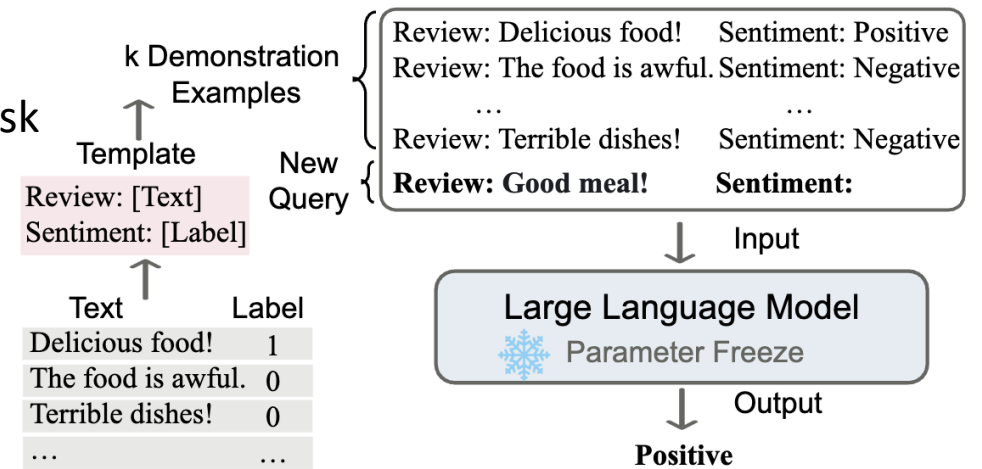 k Demonstration
Examples
sk
Template
Review: [Text]
Sentiment: [Label]
Text Label
Delicious food! 1
The food is awful. 0
Terrible dishes! 0
... ...
Review: Delicious food! Sentiment: Positive
Review: The food is awful. Sentiment: Negative
... ...
Review: Terrible dishes! Sentiment: Negative
New
Query
Review: Good meal! Sentiment:
Input
Large Language Model
Parameter Freeze
Output
Positive